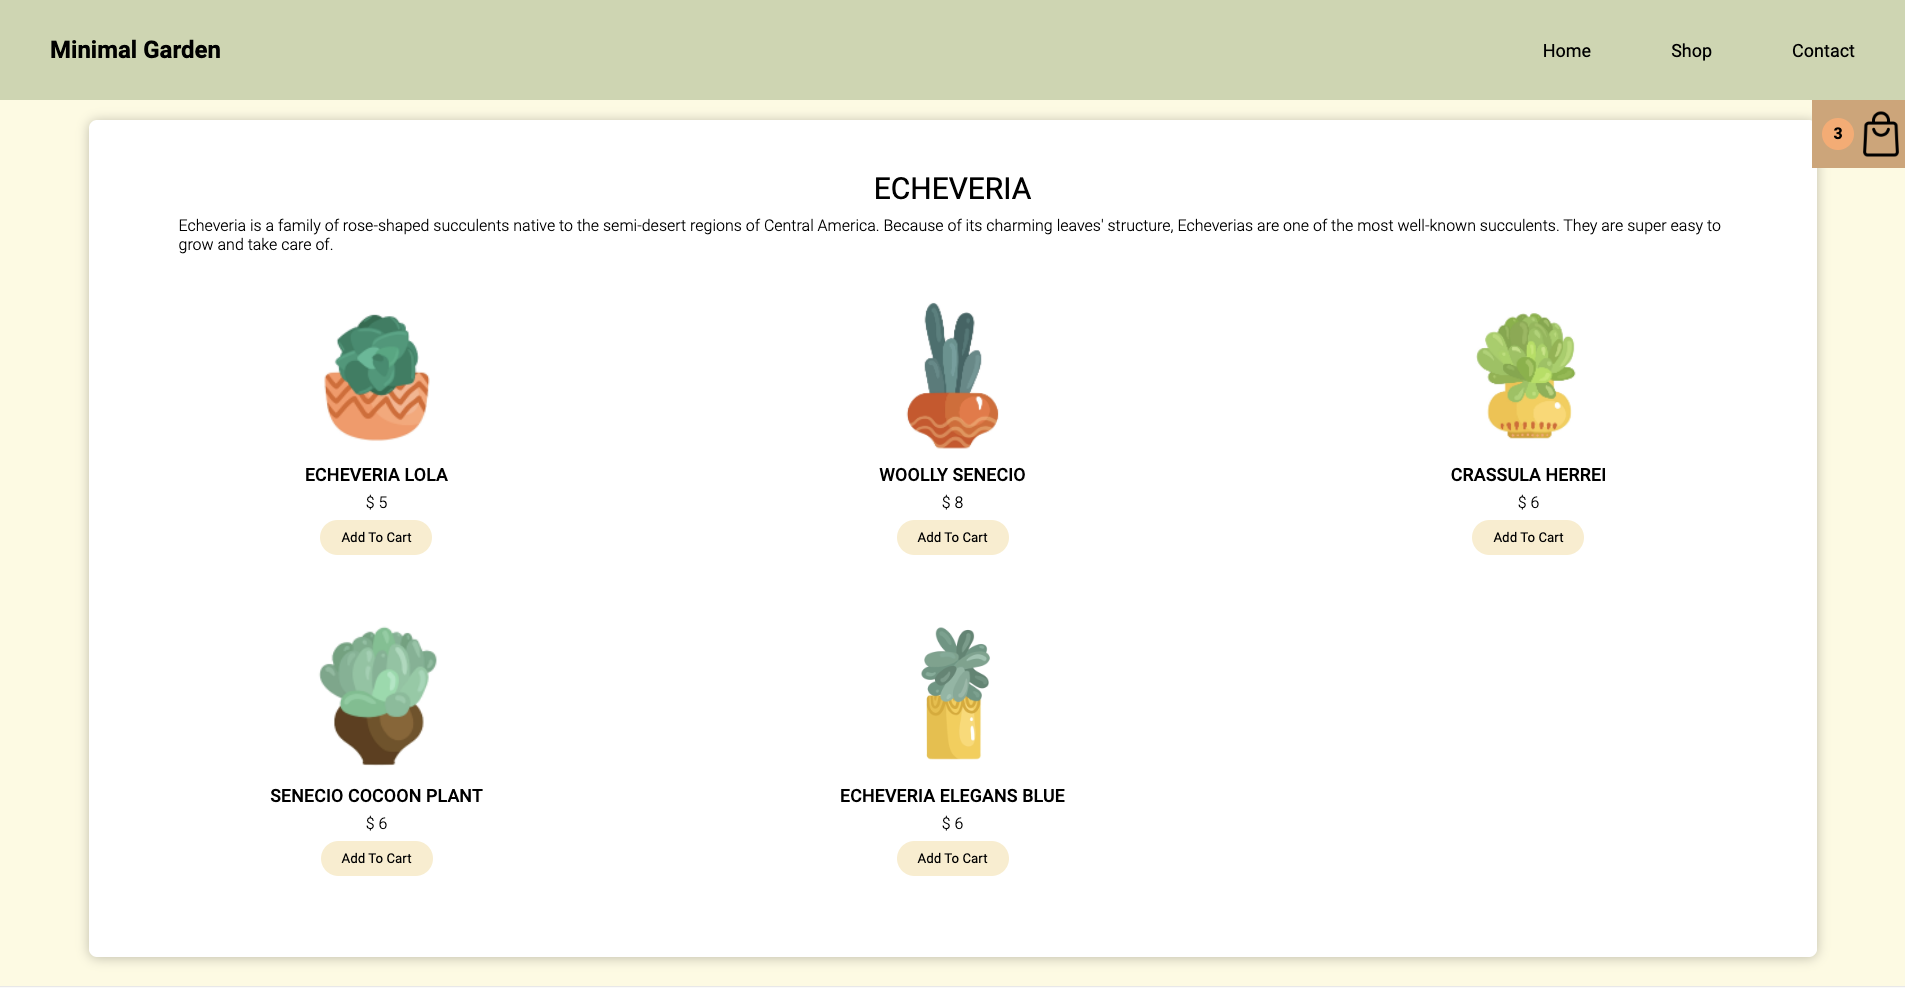 Minimal Garden
Home Shop Contact
3
ECHEVERIA
Echeveria is a family of rose-shaped succulents native to the semi-desert regions of Central America. Because of its charming leaves' structure, Echeverias are one of the most well-known succulents. They are super easy to
grow and take care of.
ECHEVERIA LOLA
$ 5
Add To Cart
WOOLLY SENECIO
$ 8
Add To Cart
CRASSULA HERREI
$ 6
Add To Cart
SENECIO COCOON PLANT
$ 6
Add To Cart
ECHEVERIA ELEGANS BLUE
$ 6
Add To Cart